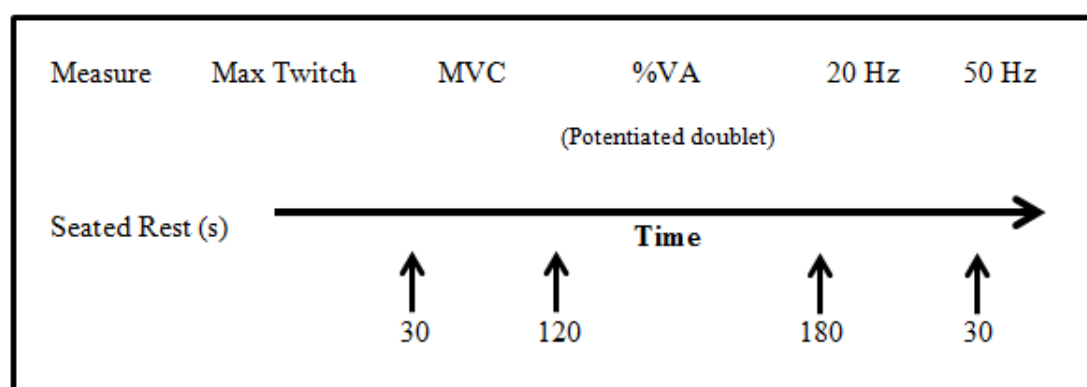 Measure Max Twitch MVC %VA 20 Hz 50 Hz
(Potentiated doublet)
Seated Rest (s)
Time
30 120 180 30